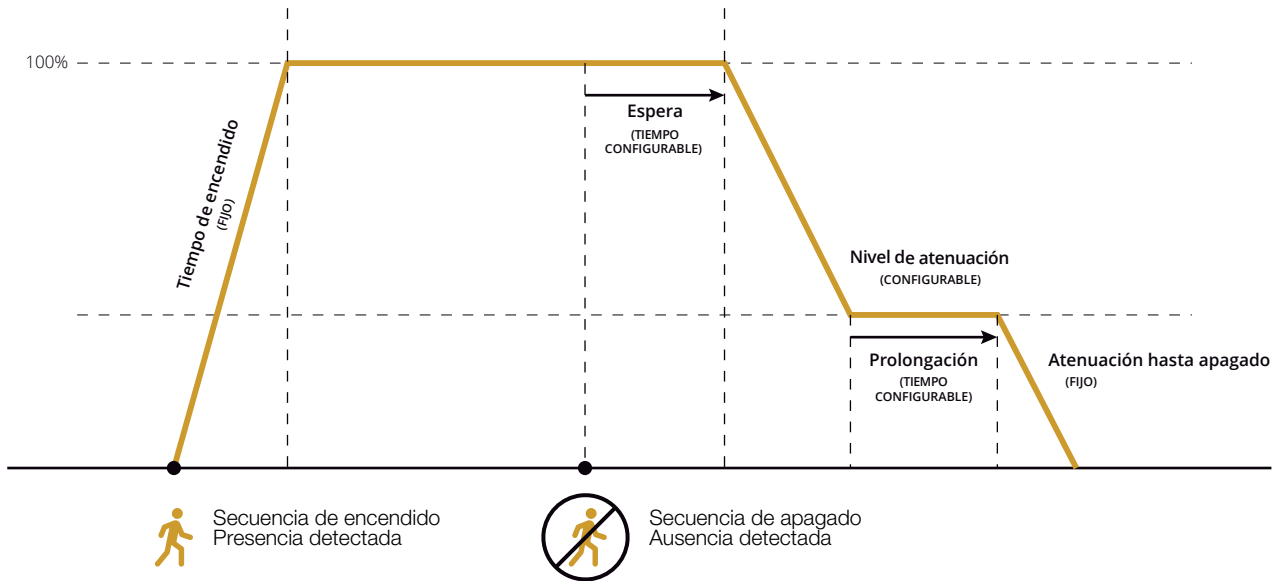 100%
Tiempo de encendido
(FIJO)
Espera
(TIEMPO
CONFIGURABLE)
Nivel de atenuación
(CONFIGURABLE)
Prolongación
(TIEMPO
CONFIGURABLE)
Atenuación hasta apagado
(FIJO)
Secuencia de encendido
Presencia detectada
Secuencia de apagado
Ausencia detectada